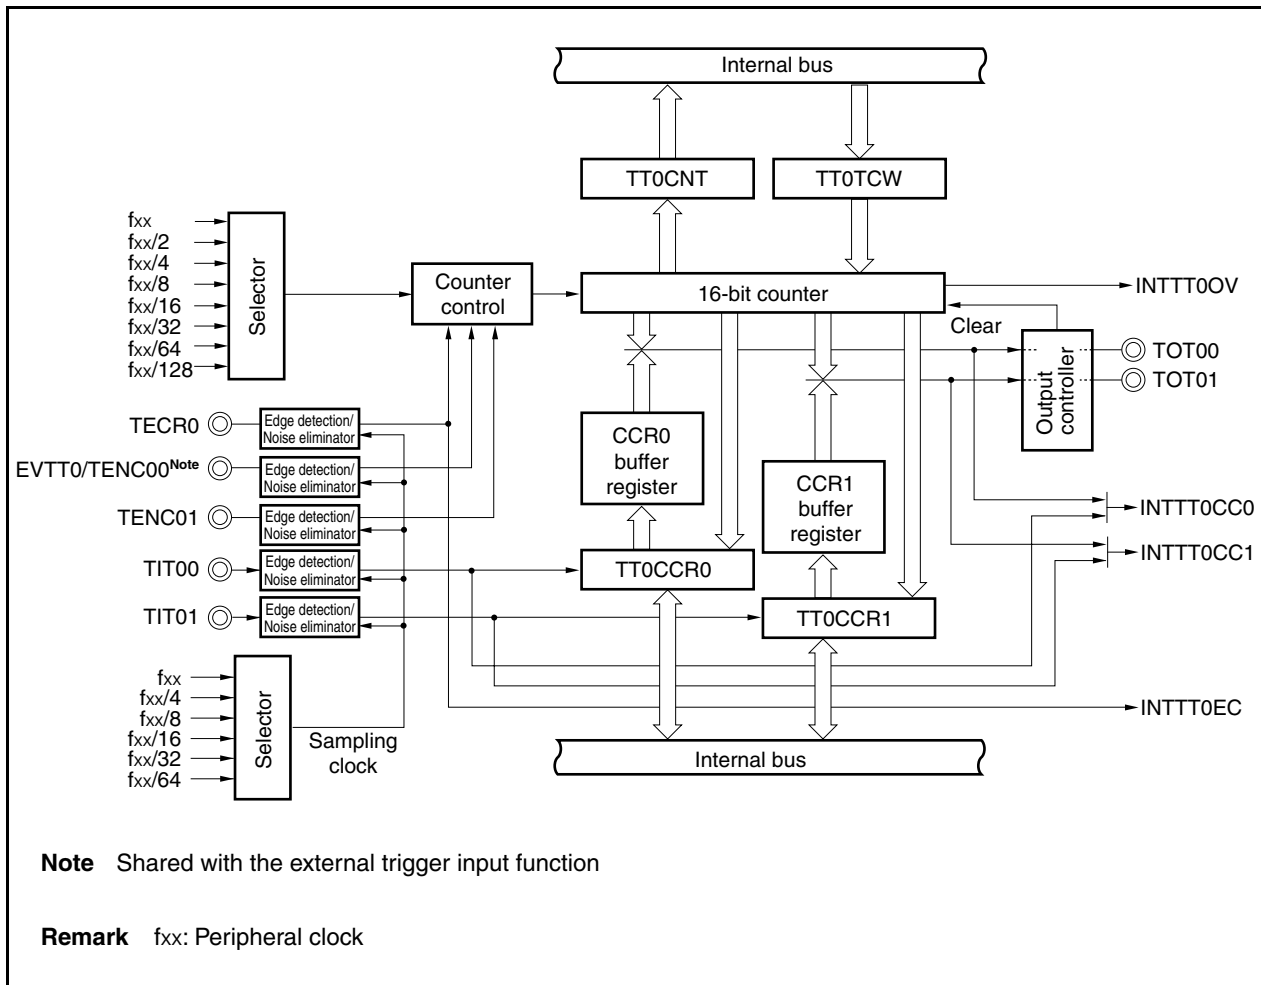 Internal bus
TT0CNT
TT0TCW
fxx
fxx/2
fxx/4
fxx/8
fxx/16
fxx/32
fxx/64
fxx/128
Selector
Counter
control
16-bit counter
INTTT0OV
Clear
TOT00
TOT01
Output
controller
TECR0
Edge detection/
Noise eliminator
EVTT0/TENC00Note
Edge detection/
Noise eliminator
TENC01
Edge detection/
Noise eliminator
TIT00
Edge detection/
Noise eliminator
TIT01
Edge detection/
Noise eliminator
CCR0
buffer
register
CCR1
buffer
register
TT0CCR0
TT0CCR1
INTTT0CC0
INTTT0CC1
INTTT0EC
fxx
fxx/4
fxx/8
fxx/16
fxx/32
fxx/64
Selector
Sampling
clock
Internal bus
Note Shared with the external trigger input function
Remark fxx: Peripheral clock